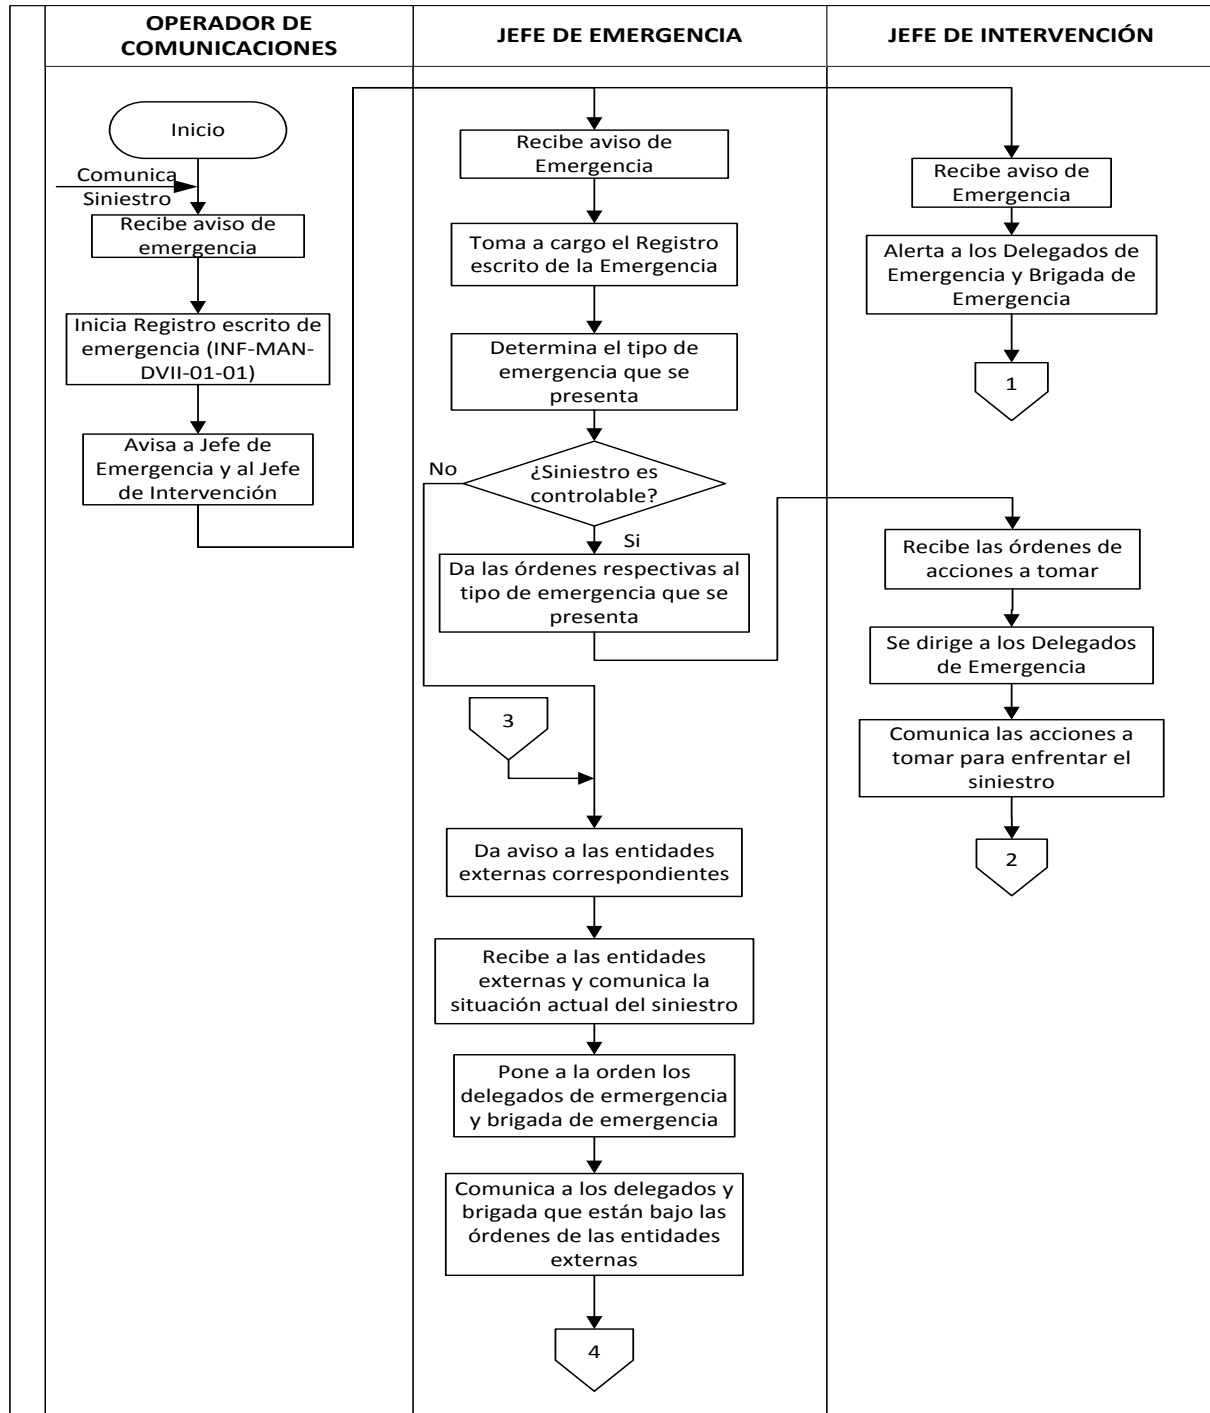 OPERADOR DE
COMUNICACIONES
JEFE DE EMERGENCIA
JEFE DE INTERVENCIÓN
Inicio
Comunica
Siniestro
Recibe aviso de
emergencia
Inicia Registro escrito de
emergencia (INF-MAN-
DVII-01-01)
Avisa a Jefe de
Emergencia y al Jefe
de Intervención
Recibe aviso de
Emergencia
Toma a cargo el Registro
escrito de la Emergencia
Determina el tipo de
emergencia que se
presenta
No
¿Siniestro es
controlable?
Si
Da las órdenes respectivas al
tipo de emergencia que se
presenta
3
Da aviso a las entidades
externas correspondientes
Recibe a las entidades
externas y comunica la
situación actual del siniestro
Pone a la orden los
delegados de ermergencia
y brigada de emergencia
Comunica a los delegados y
brigada que están bajo las
órdenes de las entidades
externas
4
Recibe aviso de
Emergencia
Alerta a los Delegados de
Emergencia y Brigada de
Emergencia
1
Recibe las órdenes de
acciones a tomar
Se dirige a los Delegados
de Emergencia
Comunica las acciones a
tomar para enfrentar el
siniestro
2